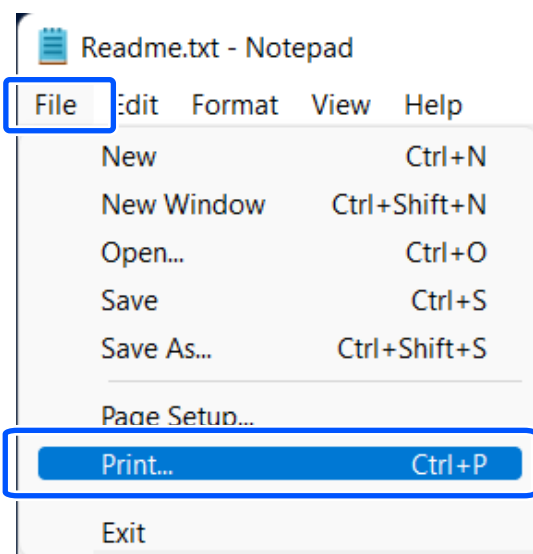 Readme.txt - Notepad
File Edit Format View Help
New Ctrl+N
New Window Ctrl+Shift+N
Open... Ctrl+O
Save Ctrl+S
Save As... Ctrl+Shift+S
Page Setup...
Print... Ctrl+P
Exit